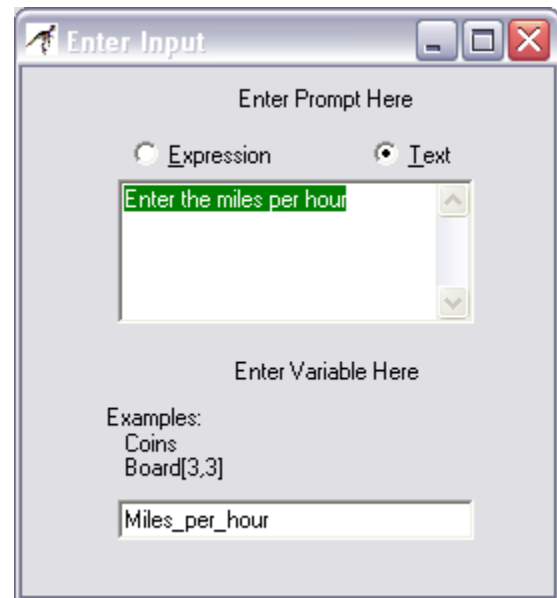 Enter Input
Enter Prompt Here
Expression Text
Enter the miles per hour
Enter Variable Here
Examples:
Coins
Board[3,3]
Miles_per_hour